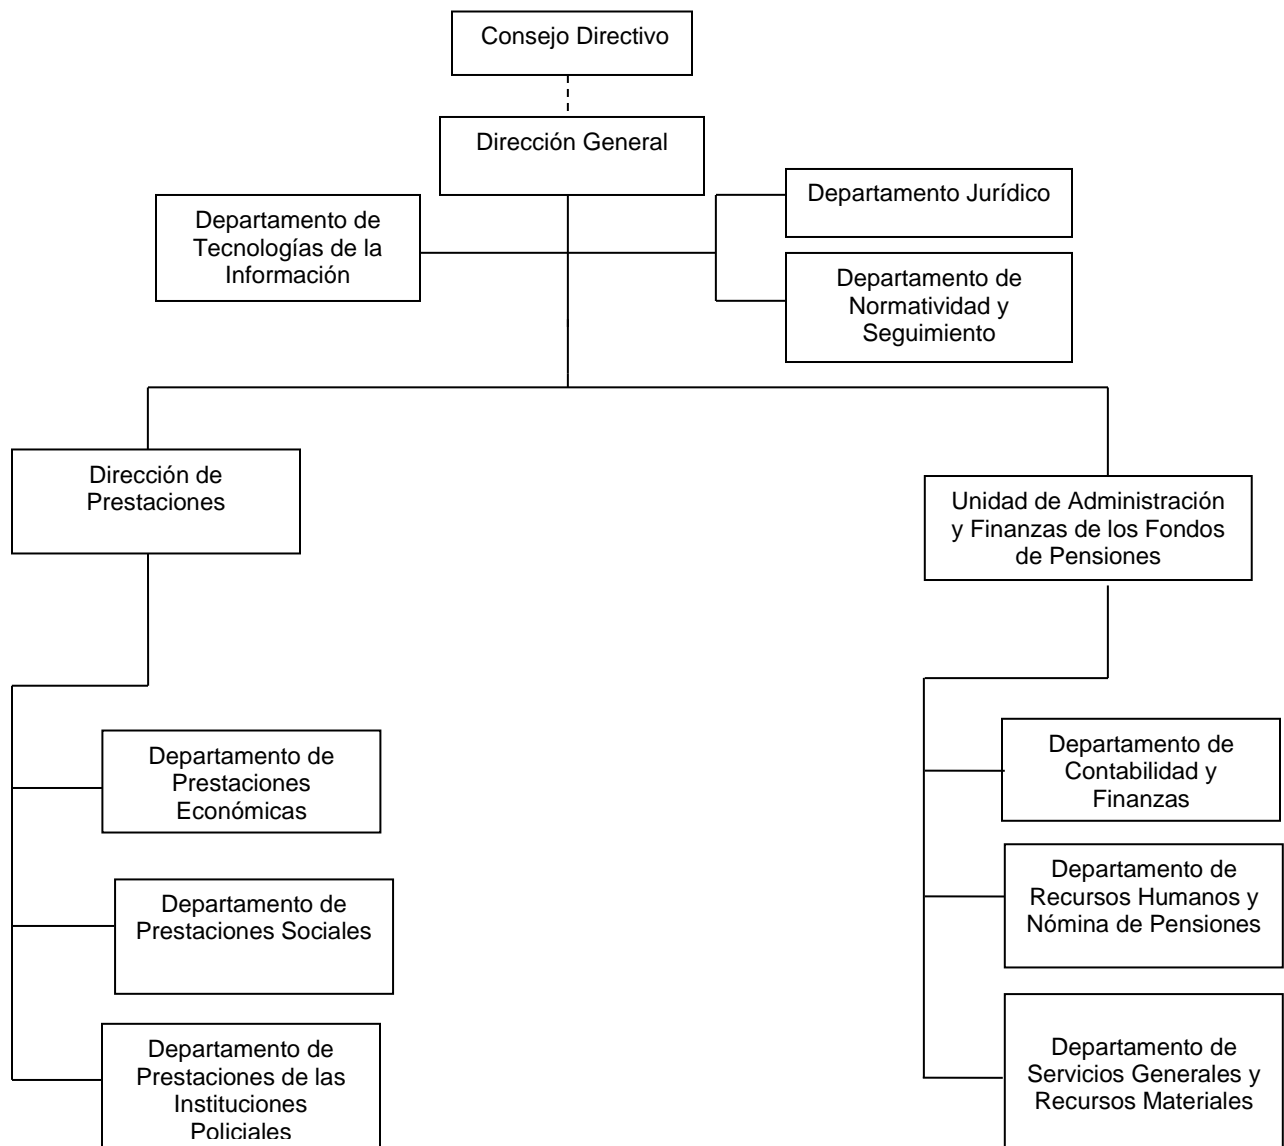 Consejo Directivo
Dirección General
Departamento de
Tecnologías de la
Información
Departamento Jurídico
Departamento de
Normatividad y
Seguimiento
Dirección de
Prestaciones
Unidad de Administración
y Finanzas de los Fondos
de Pensiones
Departamento de
Prestaciones
Económicas
Departamento de
Prestaciones Sociales
Departamento de
Prestaciones de las
Instituciones
Policiales
Departamento de
Contabilidad y
Finanzas
Departamento de
Recursos Humanos y
Nómina de Pensiones
Departamento de
Servicios Generales y
Recursos Materiales